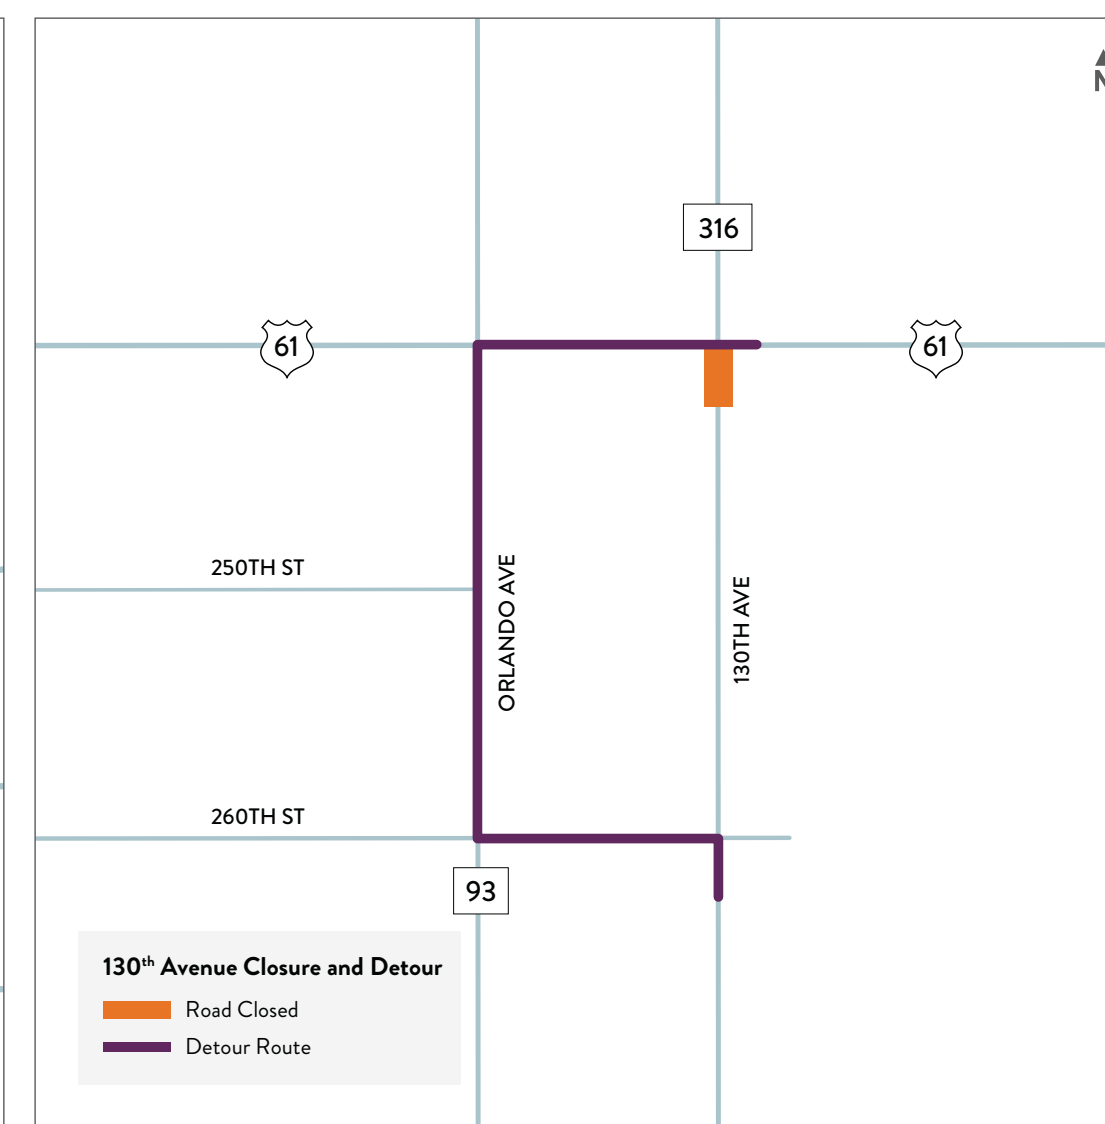 N
316
61
61
250TH ST
ORLANDO AVE
130TH AVE
260TH ST
93
130th Avenue Closure and Detour
Road Closed
Detour Route